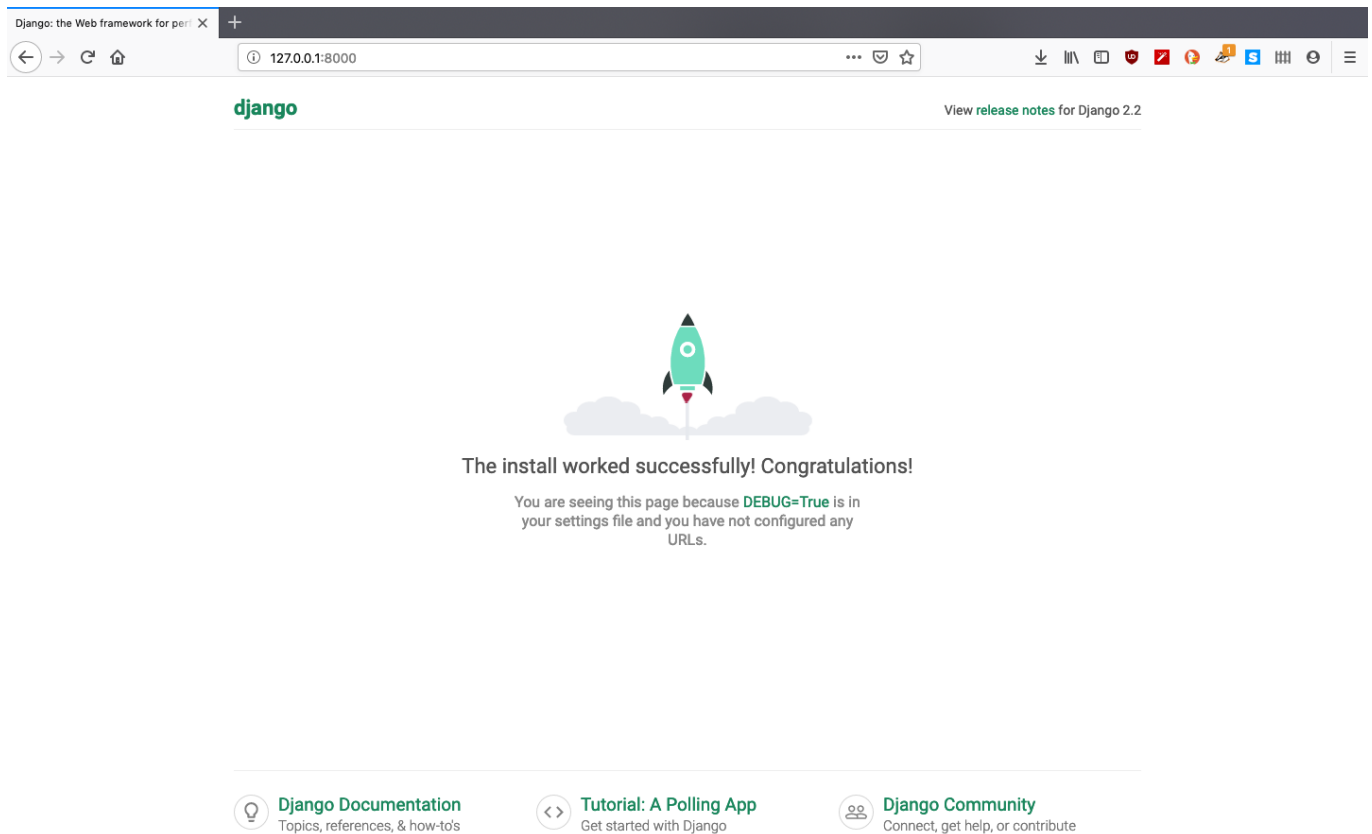 Django: the Web framework for perf
127.0.0.1:8000
1
django
View release notes for Django 2.2
The install worked successfully! Congratulations!
You are seeing this page because DEBUG=True is in
your settings file and you have not configured any
URLs.
Django Documentation
Topics, references, & how-to's
Tutorial: A Polling App
Get started with Django
Django Community
Connect, get help, or contribute